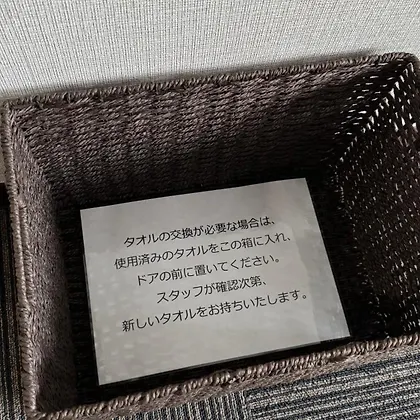 タオルの交換が必要な場合は、
使用済みのタオルをこの箱に入れ、
ドアの前に置いてください。
スタッフが確認次第、
新しいタオルをお持ちいたします。